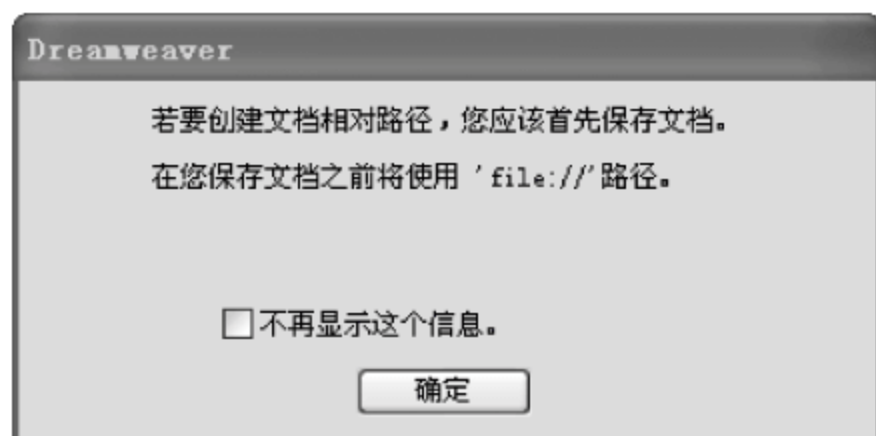 Dreamweaver
若要创建文档相对路径，您应该首先保存文档。
在您保存文档之前将使用 'file://'路径。
不再显示这个信息。
确定